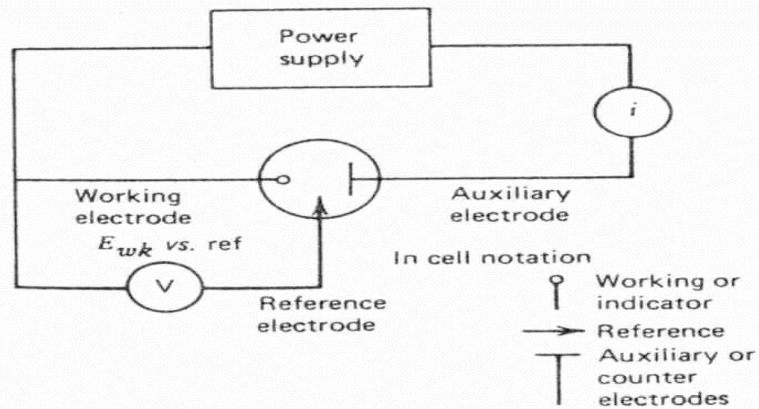 Power
supply
i
Working
electrode
Auxiliary
electrode
E_wk vs. ref
V
Reference
electrode
In cell notation
Working or
indicator
Reference
Auxiliary or
counter
electrodes